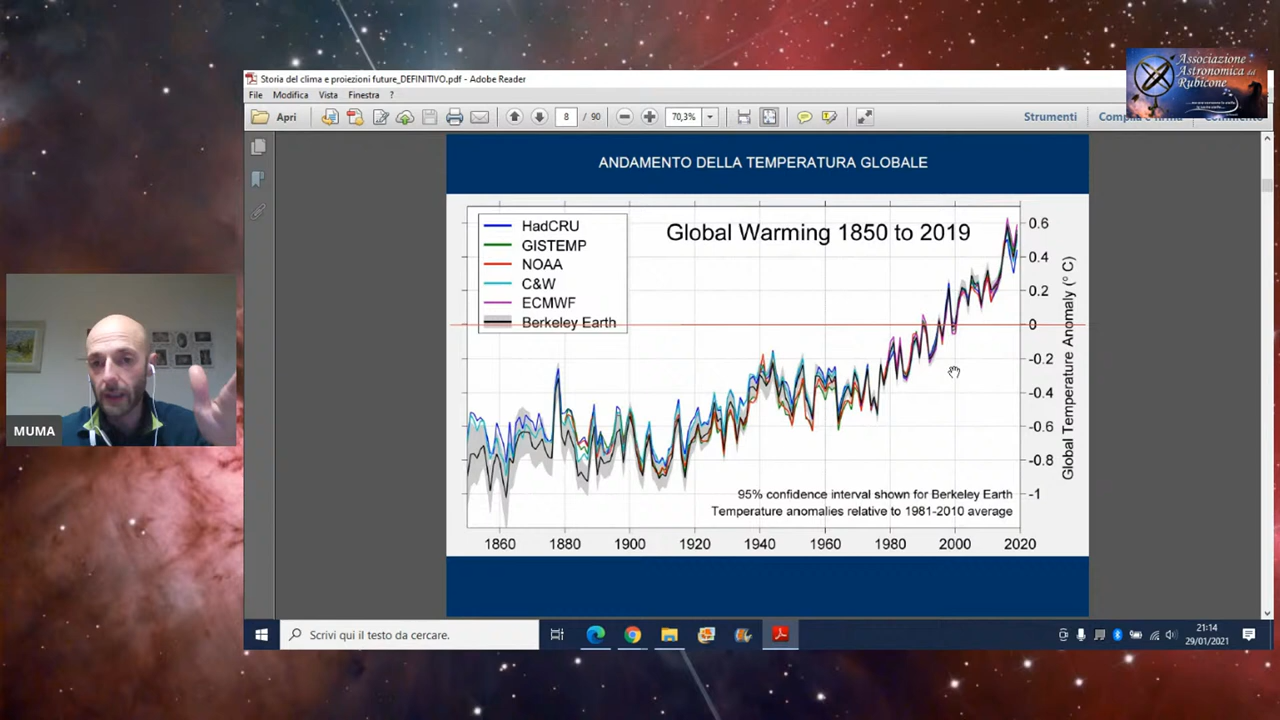 Storia del clima e proiezioni future_DEFINITIVO.pdf - Adobe Reader
Associazione
Astronomica del
Rubicone
File Modifica Vista Finestra ?
Apri 8 / 90 70,3% Strumenti
ANDAMENTO DELLA TEMPERATURA GLOBALE
Global Warming 1850 to 2019
HadCRU
GISTEMP
NOAA
C&W
ECMWF
Berkeley Earth
0.6
0.4
0.2
0
-0.2
-0.4
-0.6
-0.8
-1
Global Temperature Anomaly (° C)
95% confidence interval shown for Berkeley Earth
Temperature anomalies relative to 1981-2010 average
1860 1880 1900 1920 1940 1960 1980 2000 2020
MUMA
Scrivi qui il testo da cercare.
21:14
29/01/2021